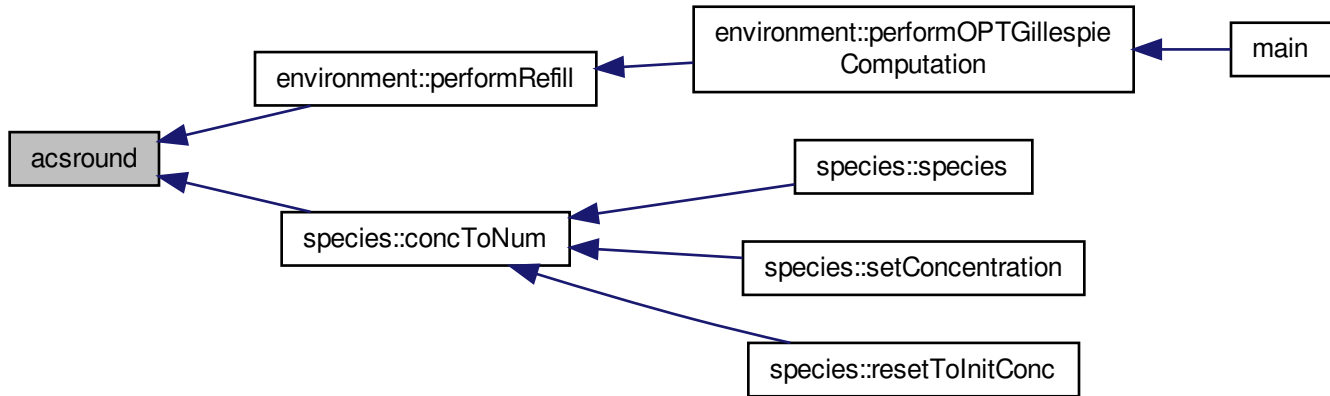 environment::performOPTGillespie
Computation
main
environment::performRefill
acsround
species::species
species::concToNum
species::setConcentration
species::resetToInitConc